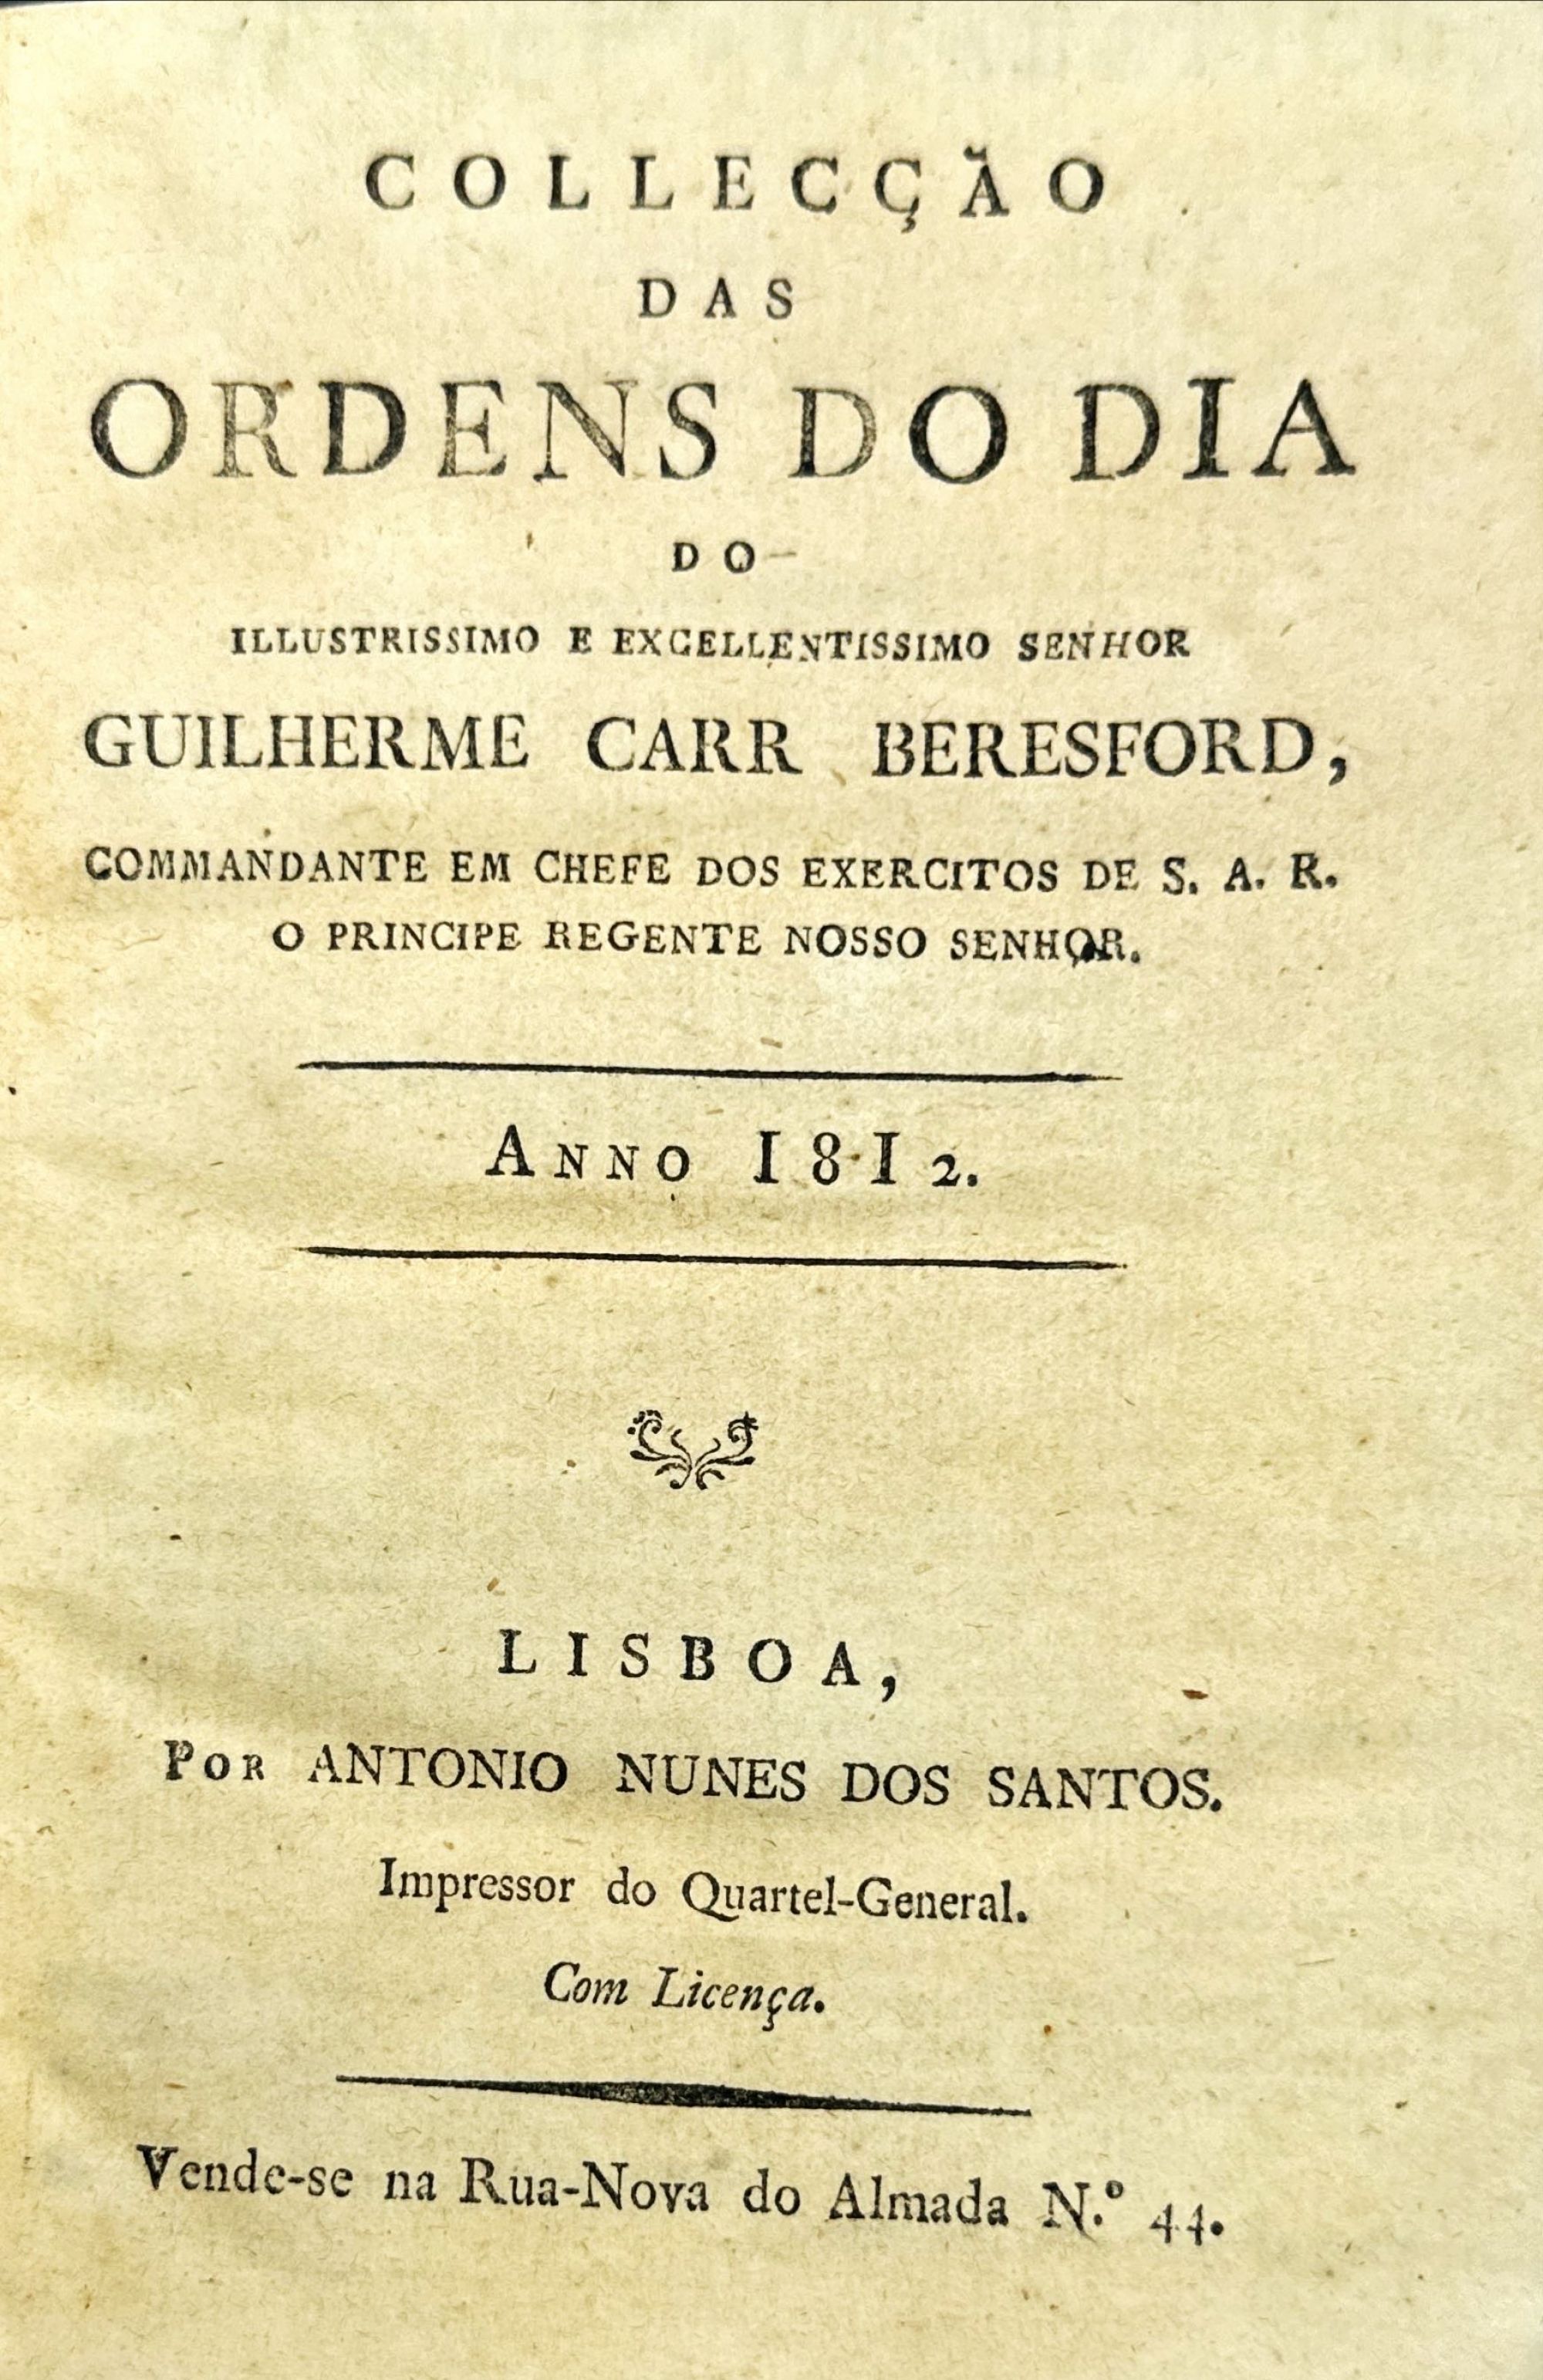 COLLECÇÃO
DAS
ORDENS DO DIA
DO
ILLUSTRISSIMO E EXCELLENTISSIMO SENHOR
GUILHERME CARR BERESFORD,
COMMANDANTE EM CHEFE DOS EXERCITOS DE S. A. R.
O PRINCIPE REGENTE NOSSO SENHOR.
ANNO 1812.
LISBOA,
POR ANTONIO NUNES DOS SANTOS.
Impressor do Quartel-General.
Com Licença.
Vende-se na Rua-Nova do Almada N.º 44.